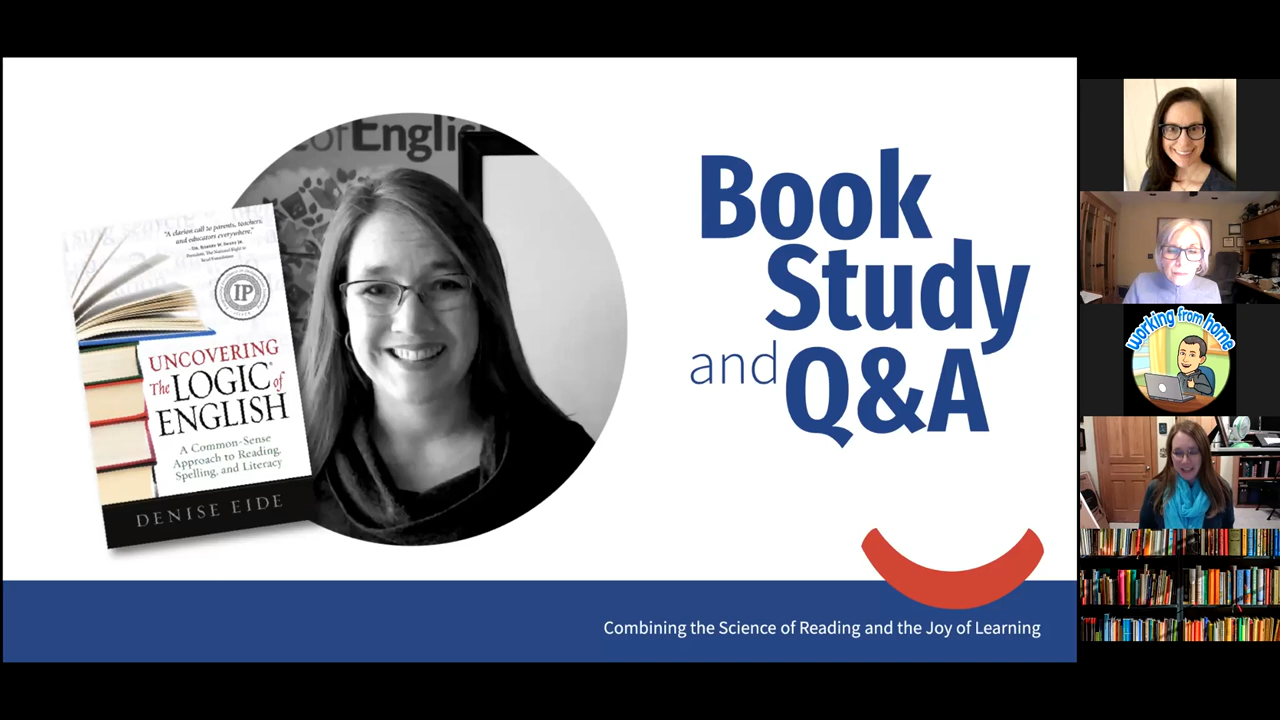 ofEnglis
"A clarion call to parents, teachers,
and educators everywhere."
IP
UNCOVERING
The LOGIC® of
ENGLISH
A Common-Sense
Approach to Reading,
Spelling, and Literacy
DENISE EIDE
Book
Study
and Q&A
Combining the Science of Reading and the Joy of Learning
working from home